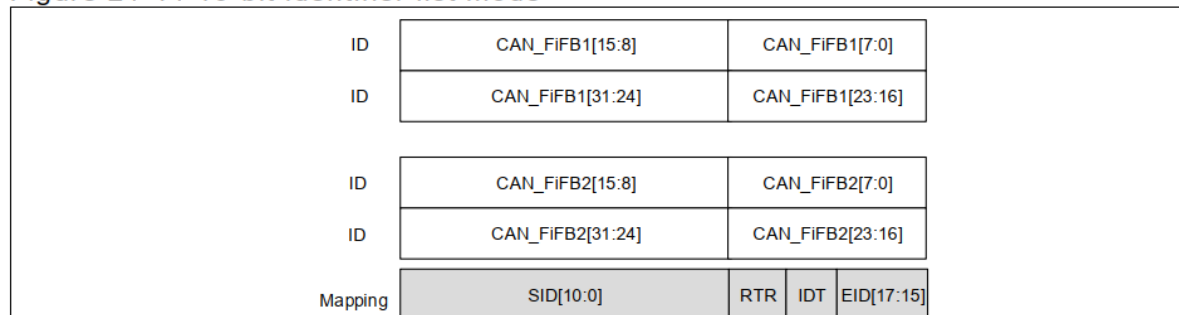 ID CAN_FiFB1[15:8] CAN_FiFB1[7:0]
ID CAN_FiFB1[31:24] CAN_FiFB1[23:16]
ID CAN_FiFB2[15:8] CAN_FiFB2[7:0]
ID CAN_FiFB2[31:24] CAN_FiFB2[23:16]
Mapping SID[10:0] RTR IDT EID[17:15]